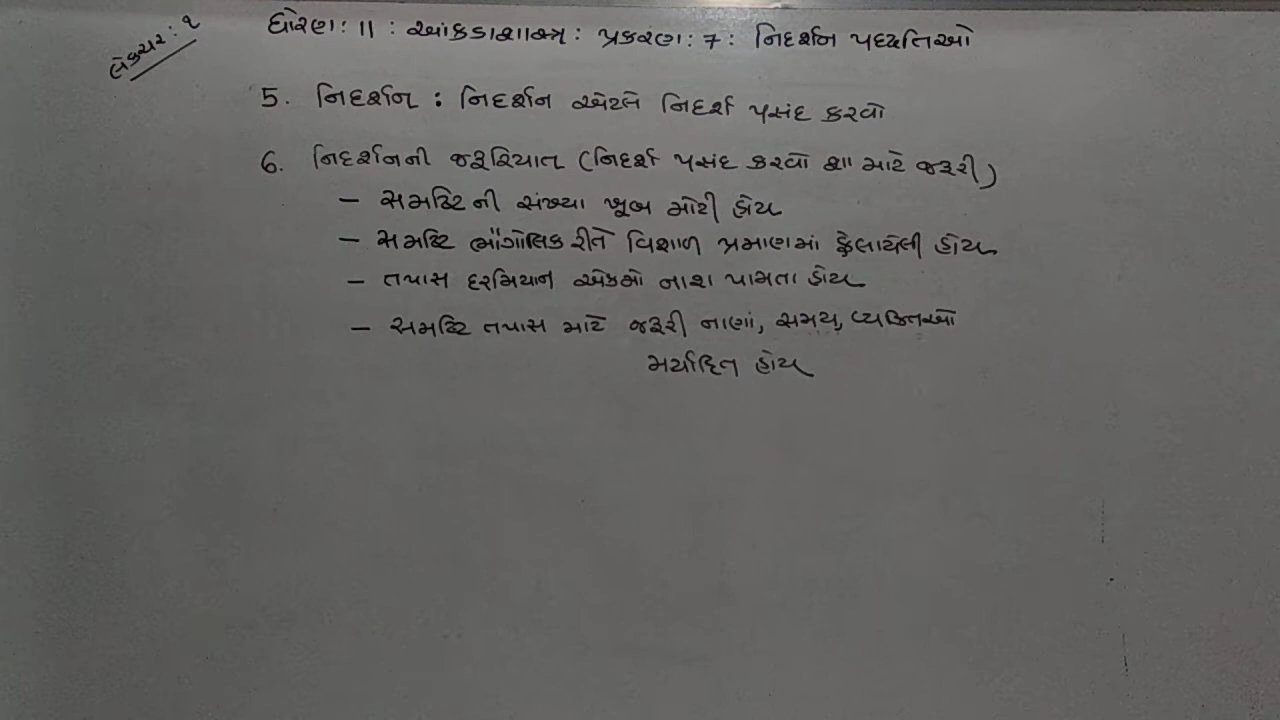 લેક્ચર : ૧
ધોરણ : 11 : આંકડાશાસ્ત્ર : પ્રકરણ : 7 : નિદર્શન પધ્ધતિઓ
5. નિદર્શન : નિદર્શન એટલે નિદર્શ પસંદ કરવો
6. નિદર્શનની જરૂરિયાત (નિદર્શ પસંદ કરવો શા માટે જરૂરી)
– સમષ્ટિની સંખ્યા ખૂબ મોટી હોય
– સમષ્ટિ ભૌગોલિક રીતે વિશાળ પ્રમાણમાં ફેલાયેલી હોય
– તપાસ દરમિયાન એકમો નાશ પામતા હોય
– સમષ્ટિ તપાસ માટે જરૂરી નાણાં, સમય, વ્યક્તિઓ
મર્યાદિત હોય